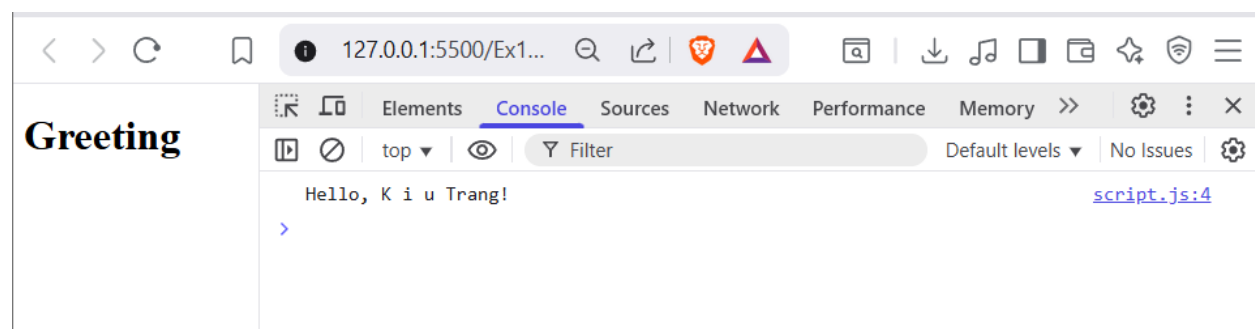 127.0.0.1:5500/Ex1...
Greeting
Elements Console Sources Network Performance Memory
top Filter Default levels No Issues
Hello, K i u Trang! script.js:4